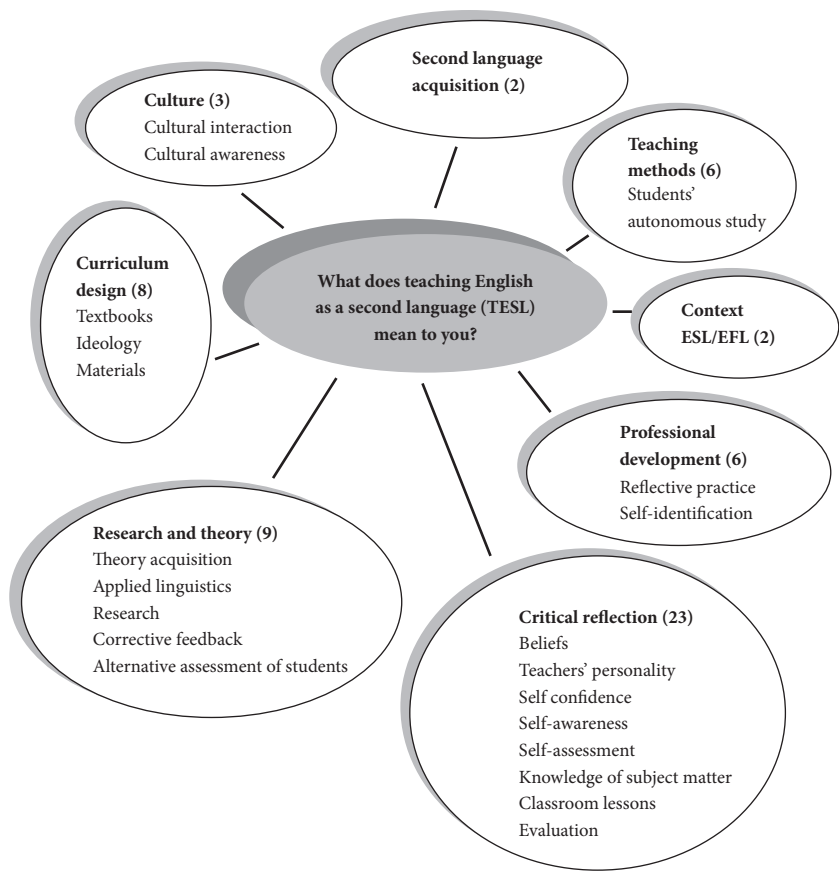 What does teaching English
as a second language (TESL)
mean to you?
Second language
acquisition (2)
Teaching
methods (6)
Students’
autonomous study
Context
ESL/EFL (2)
Professional
development (6)
Reflective practice
Self-identification
Critical reflection (23)
Beliefs
Teachers’ personality
Self confidence
Self-awareness
Self-assessment
Knowledge of subject matter
Classroom lessons
Evaluation
Research and theory (9)
Theory acquisition
Applied linguistics
Research
Corrective feedback
Alternative assessment of students
Curriculum
design (8)
Textbooks
Ideology
Materials
Culture (3)
Cultural interaction
Cultural awareness